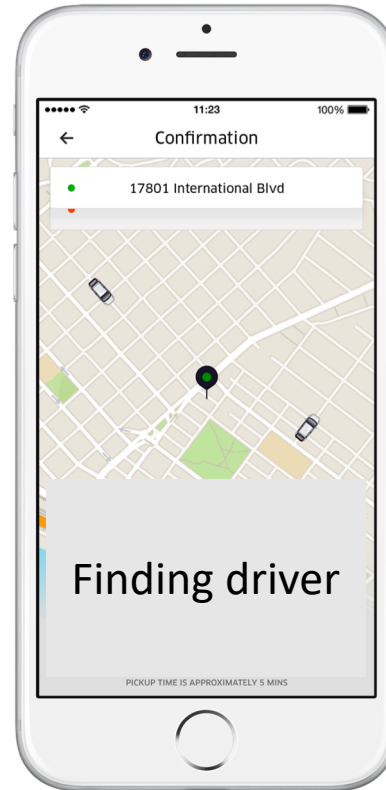 11:23
100%
Confirmation
17801 International Blvd
Finding driver
PICKUP TIME IS APPROXIMATELY 5 MINS